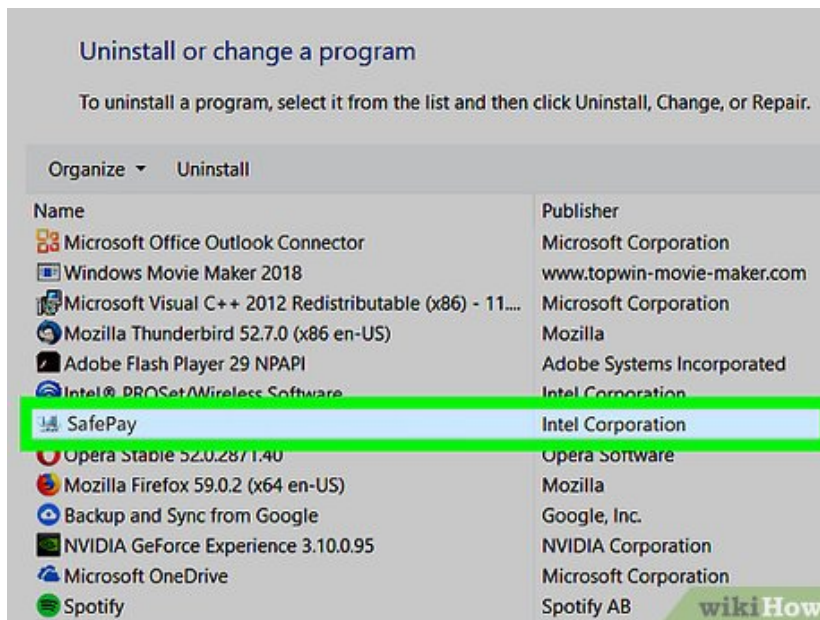 Uninstall or change a program
To uninstall a program, select it from the list and then click Uninstall, Change, or Repair.
Organize Uninstall
Name Publisher
Microsoft Office Outlook Connector Microsoft Corporation
Windows Movie Maker 2018 www.topwin-movie-maker.com
Microsoft Visual C++ 2012 Redistributable (x86) - 11.... Microsoft Corporation
Mozilla Thunderbird 52.7.0 (x86 en-US) Mozilla
Adobe Flash Player 29 NPAPI Adobe Systems Incorporated
Intel® PROSet/Wireless Software Intel Corporation
SafePay Intel Corporation
Opera Stable 52.0.2871.40 Opera Software
Mozilla Firefox 59.0.2 (x64 en-US) Mozilla
Backup and Sync from Google Google, Inc.
NVIDIA GeForce Experience 3.10.0.95 NVIDIA Corporation
Microsoft OneDrive Microsoft Corporation
Spotify Spotify AB
wikiHow